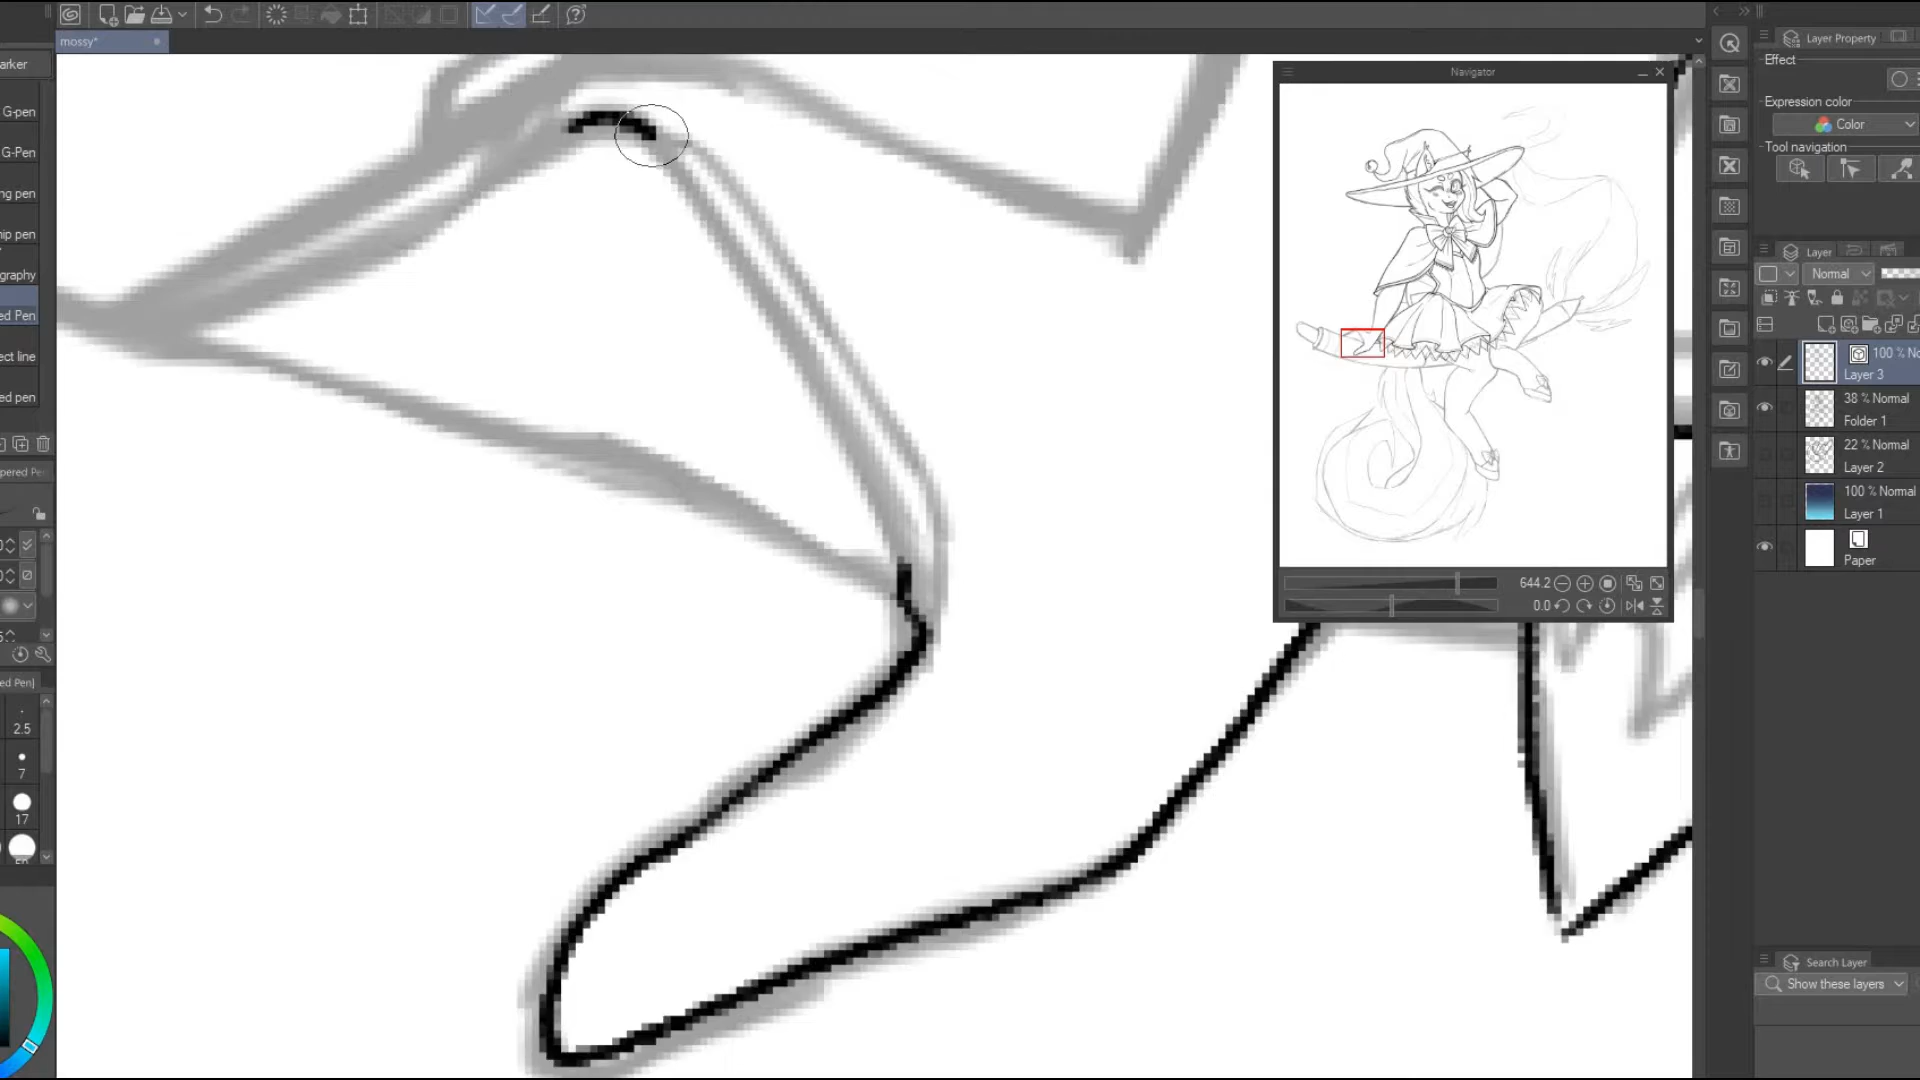 mossy*
arker
G-pen
G-Pen
ng pen
ip pen
graphy
ed Pen
ect line
ed pen
pered Pe
ed Pen]
2.5
7
17
50
Navigator
644.2
0.0
Layer Property
Effect
Expression color
Color
Tool navigation
Layer
Normal
100 % No
Layer 3
38 % Normal
Folder 1
22 % Normal
Layer 2
100 % Normal
Layer 1
Paper
Search Layer
Show these layers